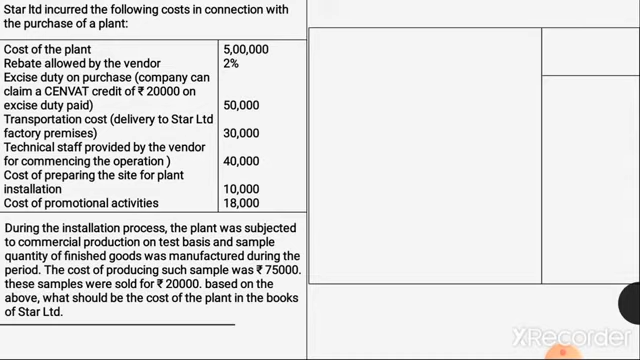 Star ltd incurred the following costs in connection with
the purchase of a plant:
Cost of the plant 5,00,000
Rebate allowed by the vendor 2%
Excise duty on purchase (company can
claim a CENVAT credit of ₹ 20000 on
excise duty paid) 50,000
Transportation cost (delivery to Star Ltd
factory premises) 30,000
Technical staff provided by the vendor
for commencing the operation ) 40,000
Cost of preparing the site for plant
installation 10,000
Cost of promotional activities 18,000
During the installation process, the plant was subjected
to commercial production on test basis and sample
quantity of finished goods was manufactured during the
period. The cost of producing such sample was ₹ 75000.
these samples were sold for ₹ 20000. based on the
above, what should be the cost of the plant in the books
of Star Ltd.
XRecorder